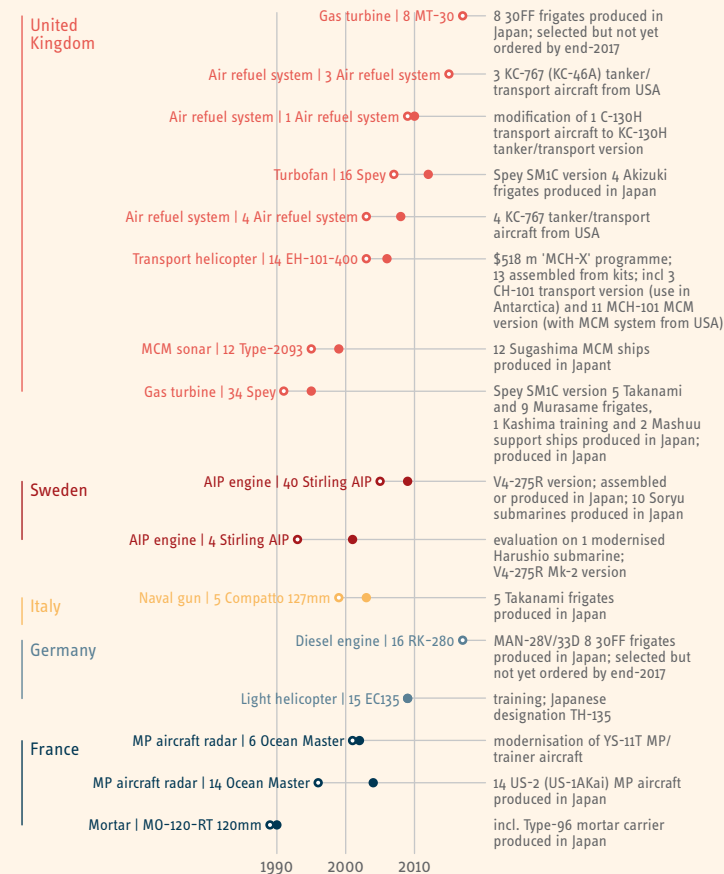 United
Kingdom
Gas turbine | 8 MT-30
8 30FF frigates produced in
Japan; selected but not yet
ordered by end-2017
Air refuel system | 3 Air refuel system
3 KC-767 (KC-46A) tanker/
transport aircraft from USA
Air refuel system | 1 Air refuel system
modification of 1 C-130H
transport aircraft to KC-130H
tanker/transport version
Turbofan | 16 Spey
Spey SM1C version 4 Akizuki
frigates produced in Japan
Air refuel system | 4 Air refuel system
4 KC-767 tanker/transport
aircraft from USA
Transport helicopter | 14 EH-101-400
$518 m 'MCH-X' programme;
13 assembled from kits; incl 3
CH-101 transport version (use in
Antarctica) and 11 MCH-101 MCM
version (with MCM system from USA)
MCM sonar | 12 Type-2093
12 Sugashima MCM ships
produced in Japant
Gas turbine | 34 Spey
Spey SM1C version 5 Takanami
and 9 Murasame frigates,
1 Kashima training and 2 Mashuu
support ships produced in Japan;
produced in Japan
Sweden
AIP engine | 40 Stirling AIP
V4-275R version; assembled
or produced in Japan; 10 Soryu
submarines produced in Japan
AIP engine | 4 Stirling AIP
evaluation on 1 modernised
Harushio submarine;
V4-275R Mk-2 version
Italy
Naval gun | 5 Compatto 127mm
5 Takanami frigates
produced in Japan
Germany
Diesel engine | 16 RK-280
MAN-28V/33D 8 30FF frigates
produced in Japan; selected but
not yet ordered by end-2017
Light helicopter | 15 EC135
training; Japanese
designation TH-135
France
MP aircraft radar | 6 Ocean Master
modernisation of YS-11T MP/
trainer aircraft
MP aircraft radar | 14 Ocean Master
14 US-2 (US-1AKai) MP aircraft
produced in Japan
Mortar | MO-120-RT 120mm
incl. Type-96 mortar carrier
produced in Japan
1990 2000 2010